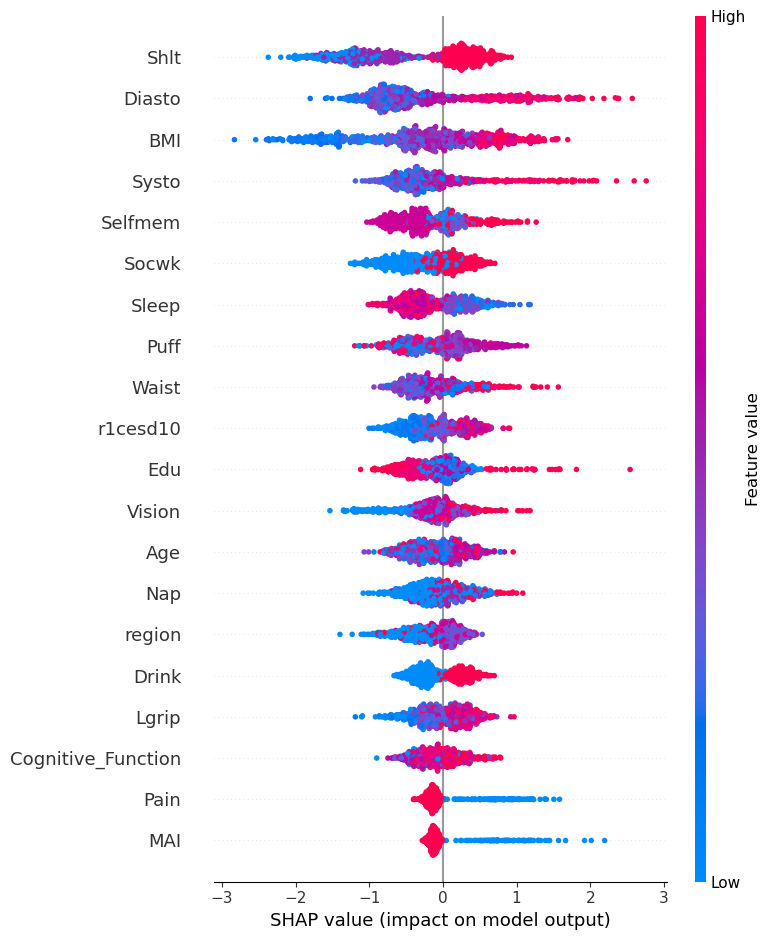 High
Shlt
Diasto
BMI
Systo
Selfmem
Socwk
Sleep
Puff
Waist
r1cesd10
Edu
Vision
Age
Nap
region
Drink
Lgrip
Cognitive_Function
Pain
MAI
Feature value
Low
−3 −2 −1 0 1 2 3
SHAP value (impact on model output)